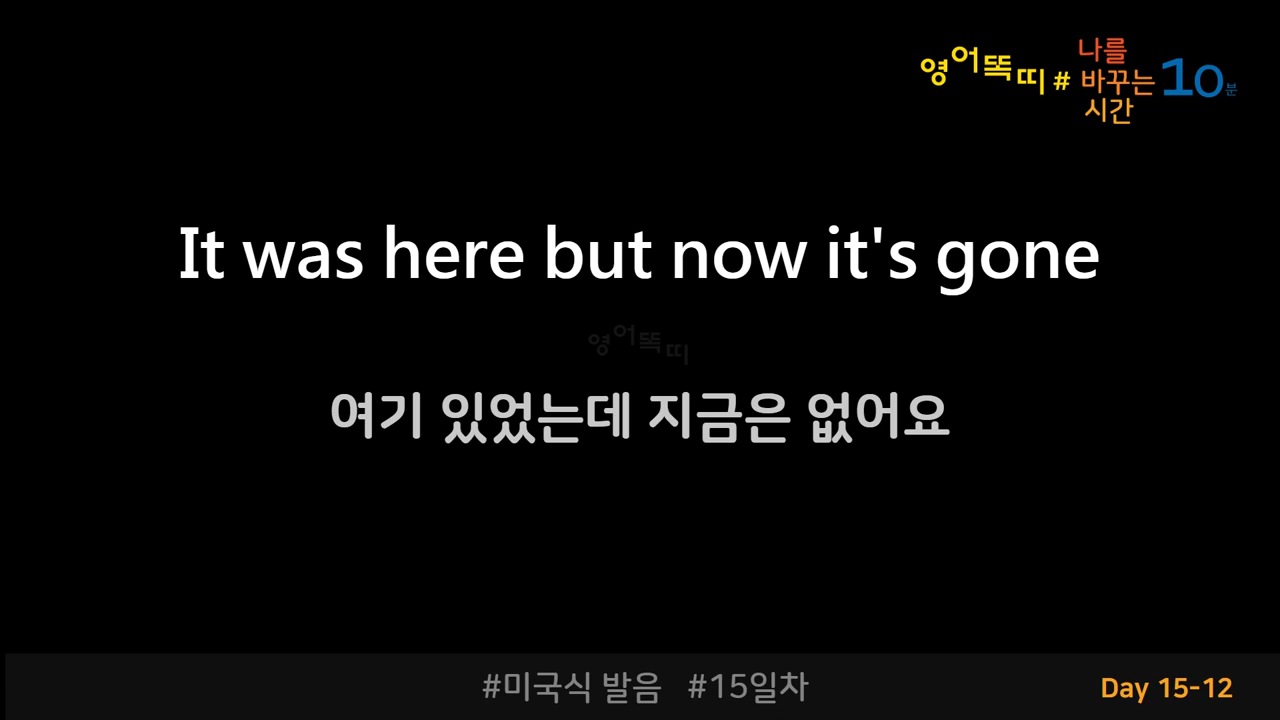 영어똑띠 # 나를 바꾸는 시간 10분
It was here but now it's gone
영어똑띠
여기 있었는데 지금은 없어요
#미국식 발음 #15일차 Day 15-12